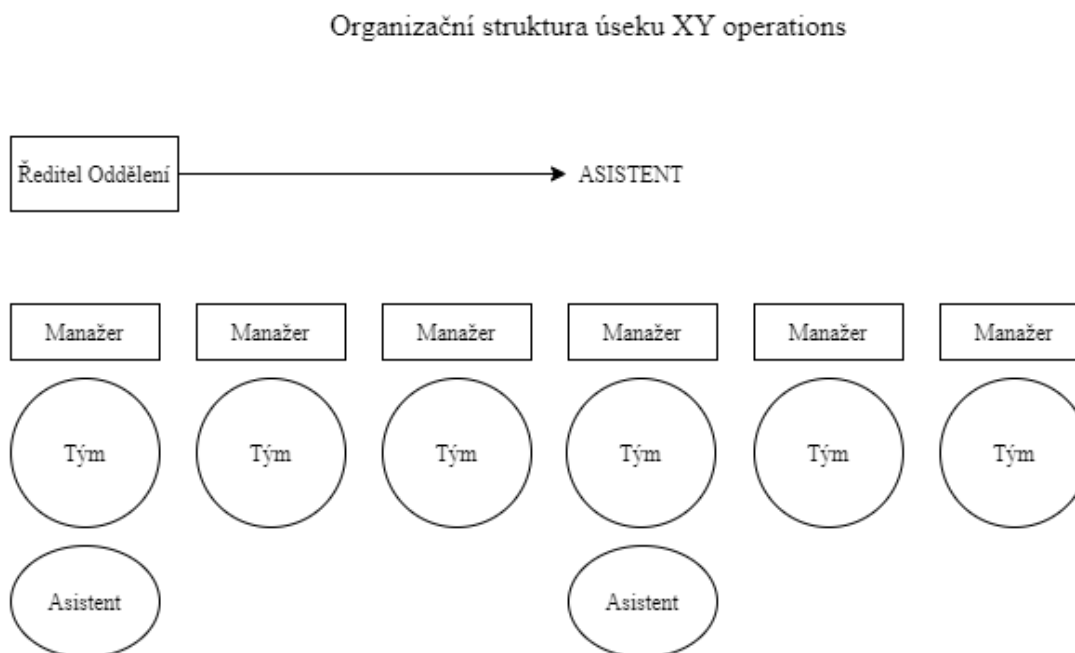 Organizační struktura úseku XY operations
Ředitel Oddělení
ASISTENT
Manažer
Manažer
Manažer
Manažer
Manažer
Manažer
Tým
Tým
Tým
Tým
Tým
Tým
Asistent
Asistent